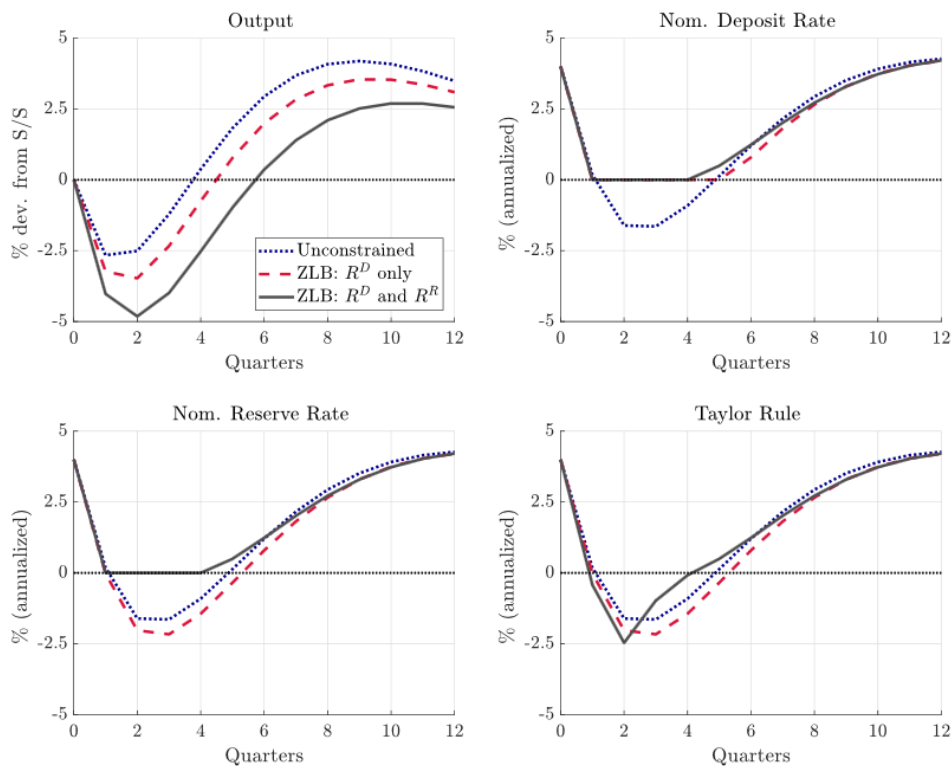 Output
5
2.5
0
-2.5
-5
% dev. from S/S
0 2 4 6 8 10 12
Quarters
Unconstrained
ZLB: R^D only
ZLB: R^D and R^R
Nom. Deposit Rate
5
2.5
0
-2.5
-5
% (annualized)
0 2 4 6 8 10 12
Quarters
Nom. Reserve Rate
5
2.5
0
-2.5
-5
% (annualized)
0 2 4 6 8 10 12
Quarters
Taylor Rule
5
2.5
0
-2.5
-5
% (annualized)
0 2 4 6 8 10 12
Quarters